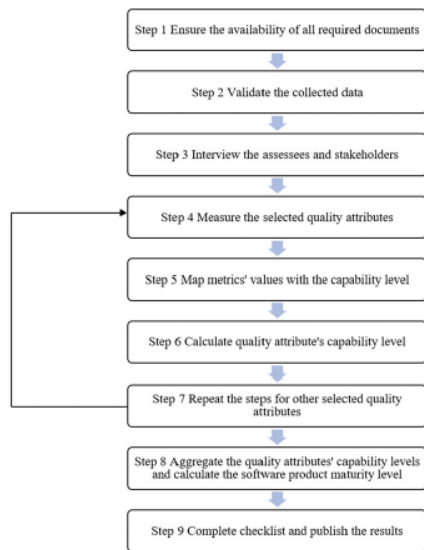 Step 1 Ensure the availability of all required documents
Step 2 Validate the collected data
Step 3 Interview the assessees and stakeholders
Step 4 Measure the selected quality attributes
Step 5 Map metrics' values with the capability level
Step 6 Calculate quality attribute's capability level
Step 7 Repeat the steps for other selected quality
attributes
Step 8 Aggregate the quality attributes' capability levels
and calculate the software product maturity level
Step 9 Complete checklist and publish the results